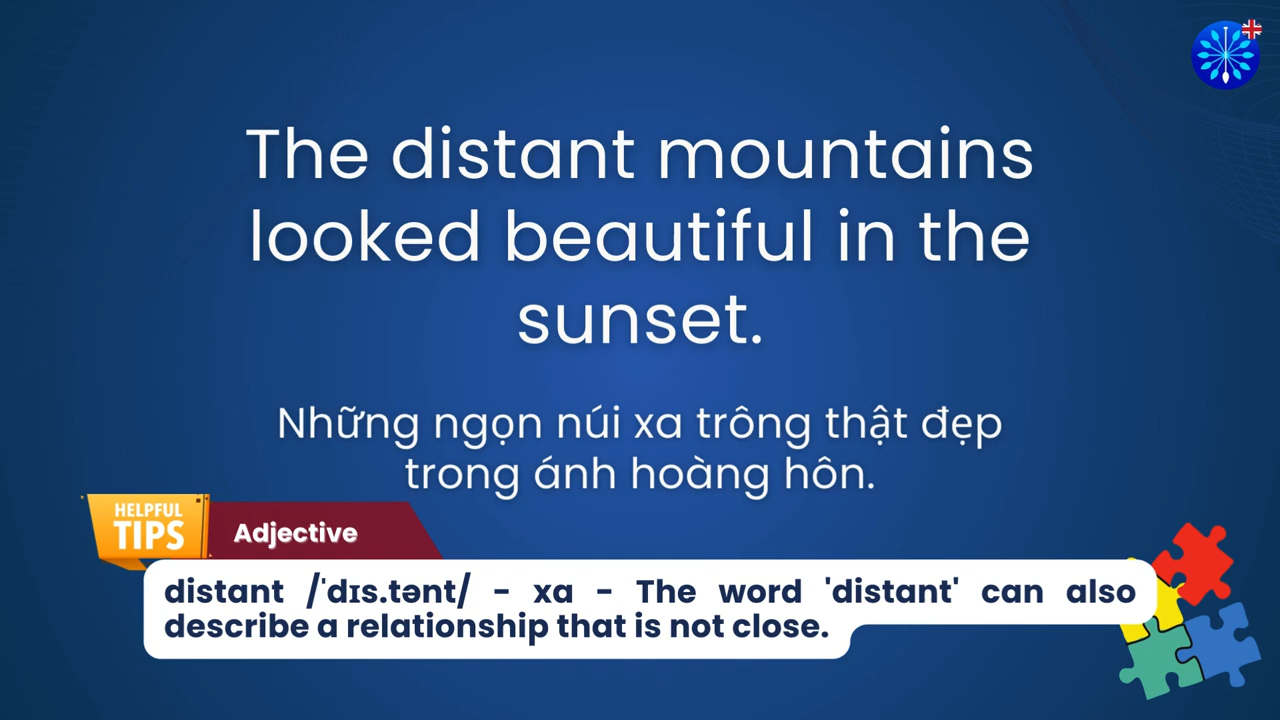 The distant mountains
looked beautiful in the
sunset.
Những ngọn núi xa trông thật đẹp
trong ánh hoàng hôn.
HELPFUL
TIPS
Adjective
distant /ˈdɪs.tənt/ - xa - The word 'distant' can also
describe a relationship that is not close.